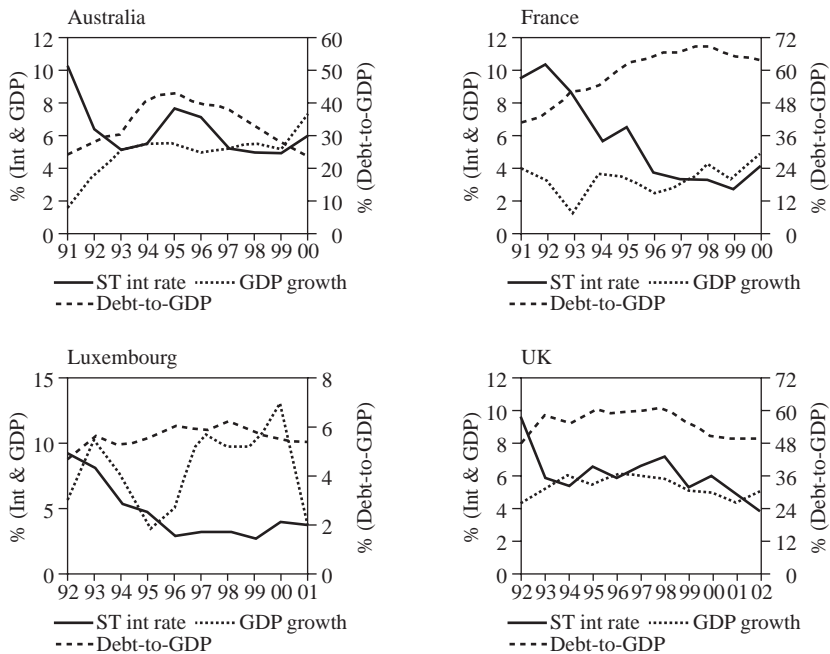 Australia
% (Int & GDP)
12
10
8
6
4
2
0
60
50
40
30
20
10
0
% (Debt-to-GDP)
91 92 93 94 95 96 97 98 99 00
ST int rate GDP growth
Debt-to-GDP
France
% (Int & GDP)
12
10
8
6
4
2
0
72
60
48
36
24
12
0
% (Debt-to-GDP)
91 92 93 94 95 96 97 98 99 00
ST int rate GDP growth
Debt-to-GDP
Luxembourg
% (Int & GDP)
15
10
5
0
8
6
4
2
0
% (Debt-to-GDP)
92 93 94 95 96 97 98 99 00 01
ST int rate GDP growth
Debt-to-GDP
UK
% (Int & GDP)
12
10
8
6
4
2
0
72
60
48
36
24
12
0
% (Debt-to-GDP)
92 93 94 95 96 97 98 99 00 01 02
ST int rate GDP growth
Debt-to-GDP